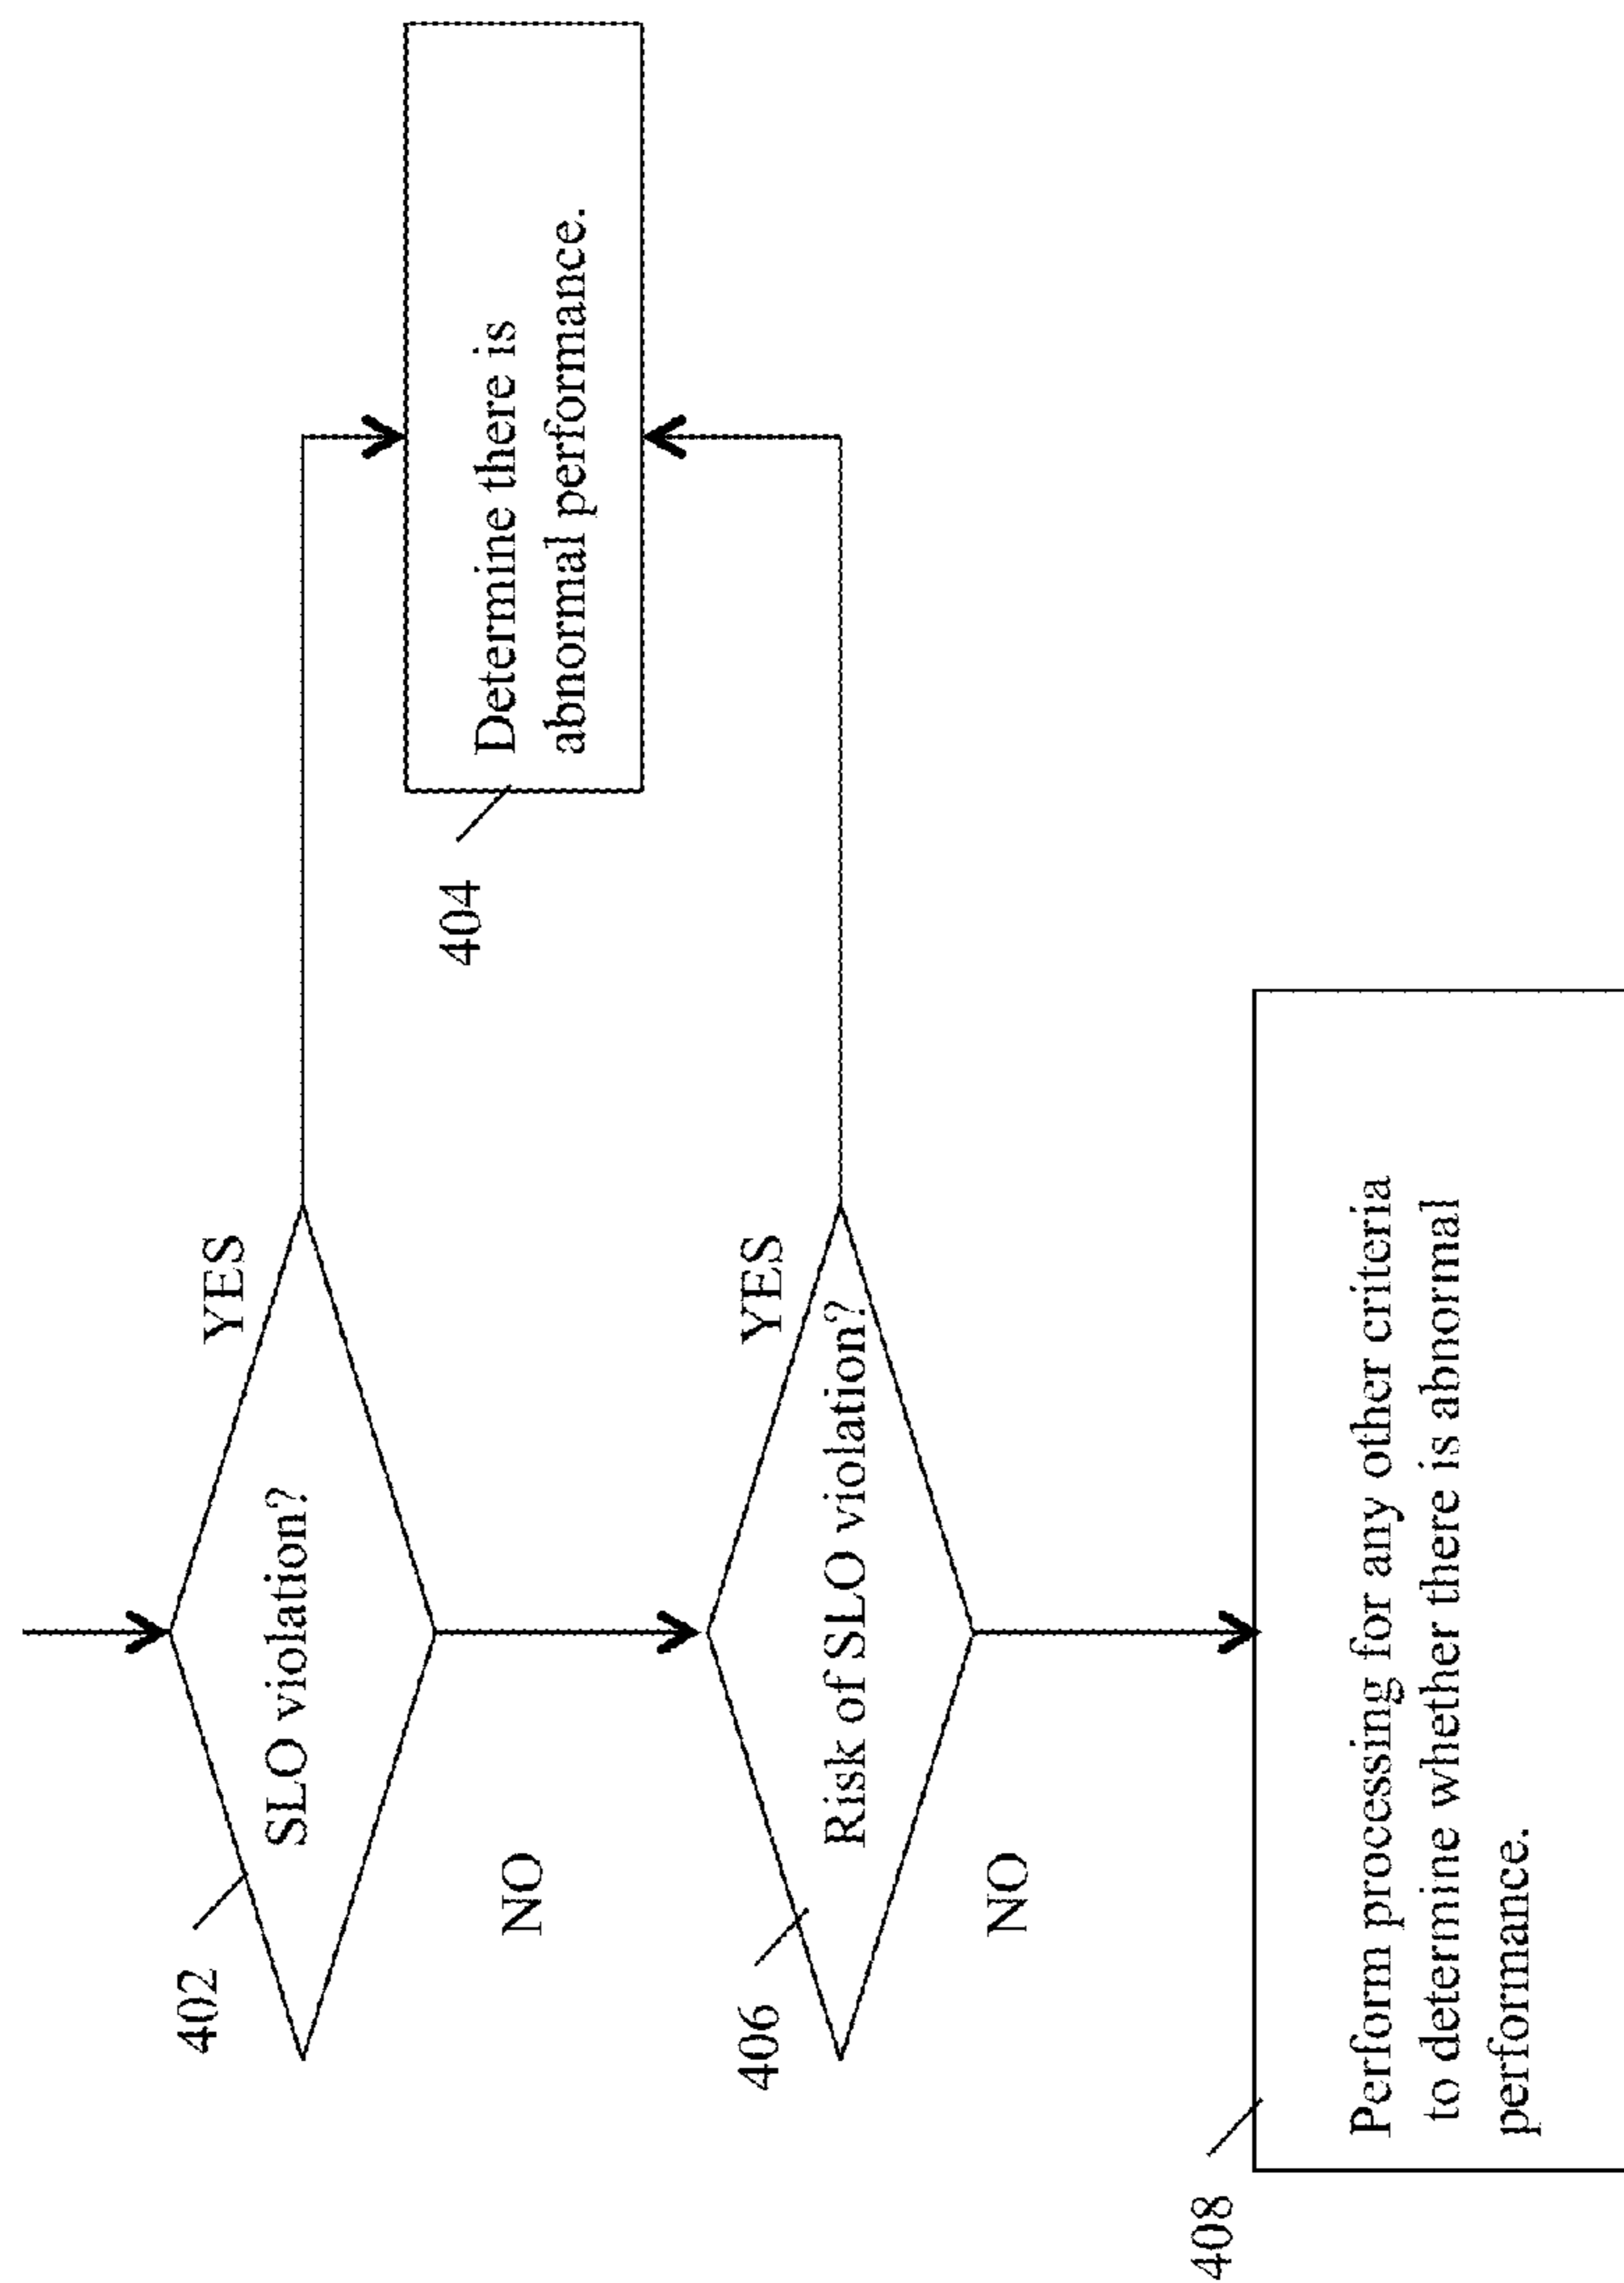 402
SLO violation?
YES
NO
404
Determine there is
abnormal performance.
406
Risk of SLO violation?
YES
NO
408
Perform processing for any other criteria
to determine whether there is abnormal
performance.